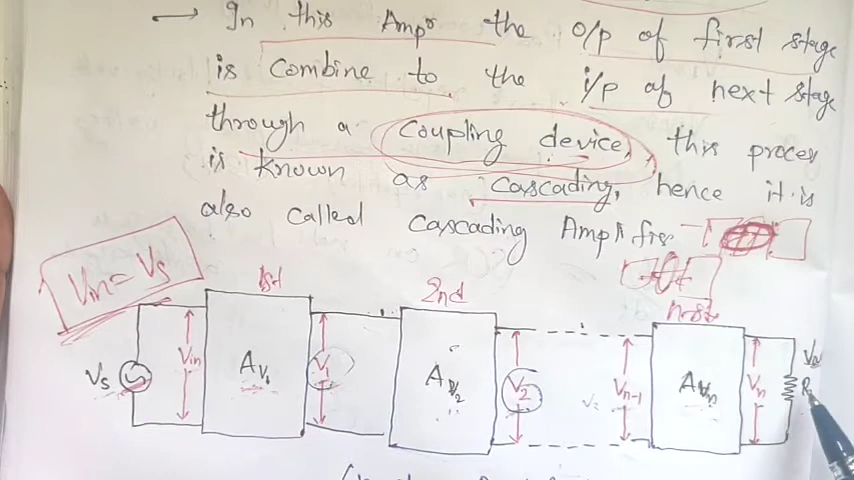 → In this Ampr the o/p of first stage
is combine to the i/p of next stage
through a coupling device, this proces
is known as cascading, hence it is
also called cascading Amplifier
Vin = Vs
1st
2nd
n-st
Vs
Vin
AV1
V1
AV2
V2
Vn-1
AVn
Vn